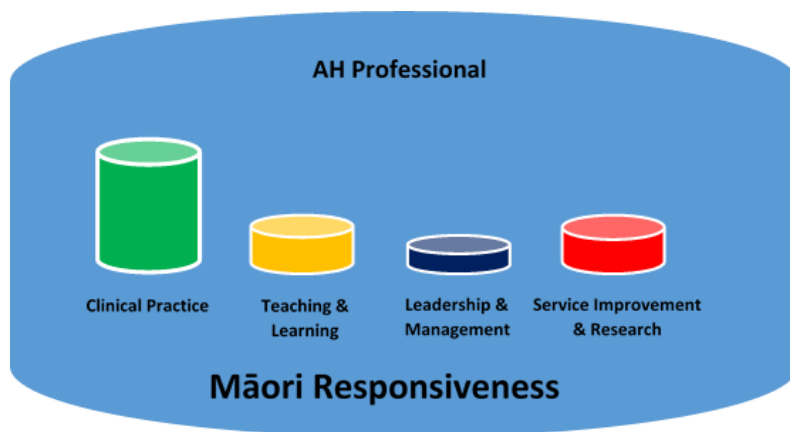 AH Professional
Clinical Practice
Teaching &
Learning
Leadership &
Management
Service Improvement
& Research
Māori Responsiveness